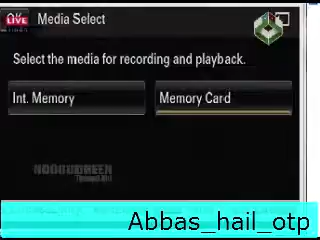 LIVE
Media Select
Select the media for recording and playback.
Int. Memory
Memory Card
Abbas_hail_otp